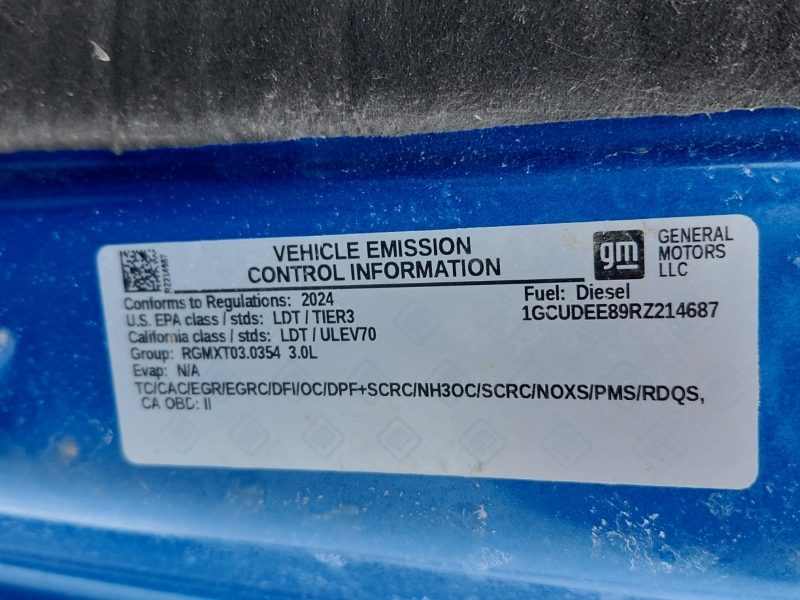 VEHICLE EMISSION
CONTROL INFORMATION
gm
GENERAL
MOTORS
LLC
RZ214687
Conforms to Regulations: 2024
U.S. EPA class / stds: LDT / TIER3
California class / stds: LDT / ULEV70
Group: RGMXT03.0354 3.0L
Evap: N/A
Fuel: Diesel
1GCUDEE89RZ214687
TC/CAC/EGR/EGRC/DFI/OC/DPF+SCRC/NH3OC/SCRC/NOXS/PMS/RDQS,
CA OBD: II